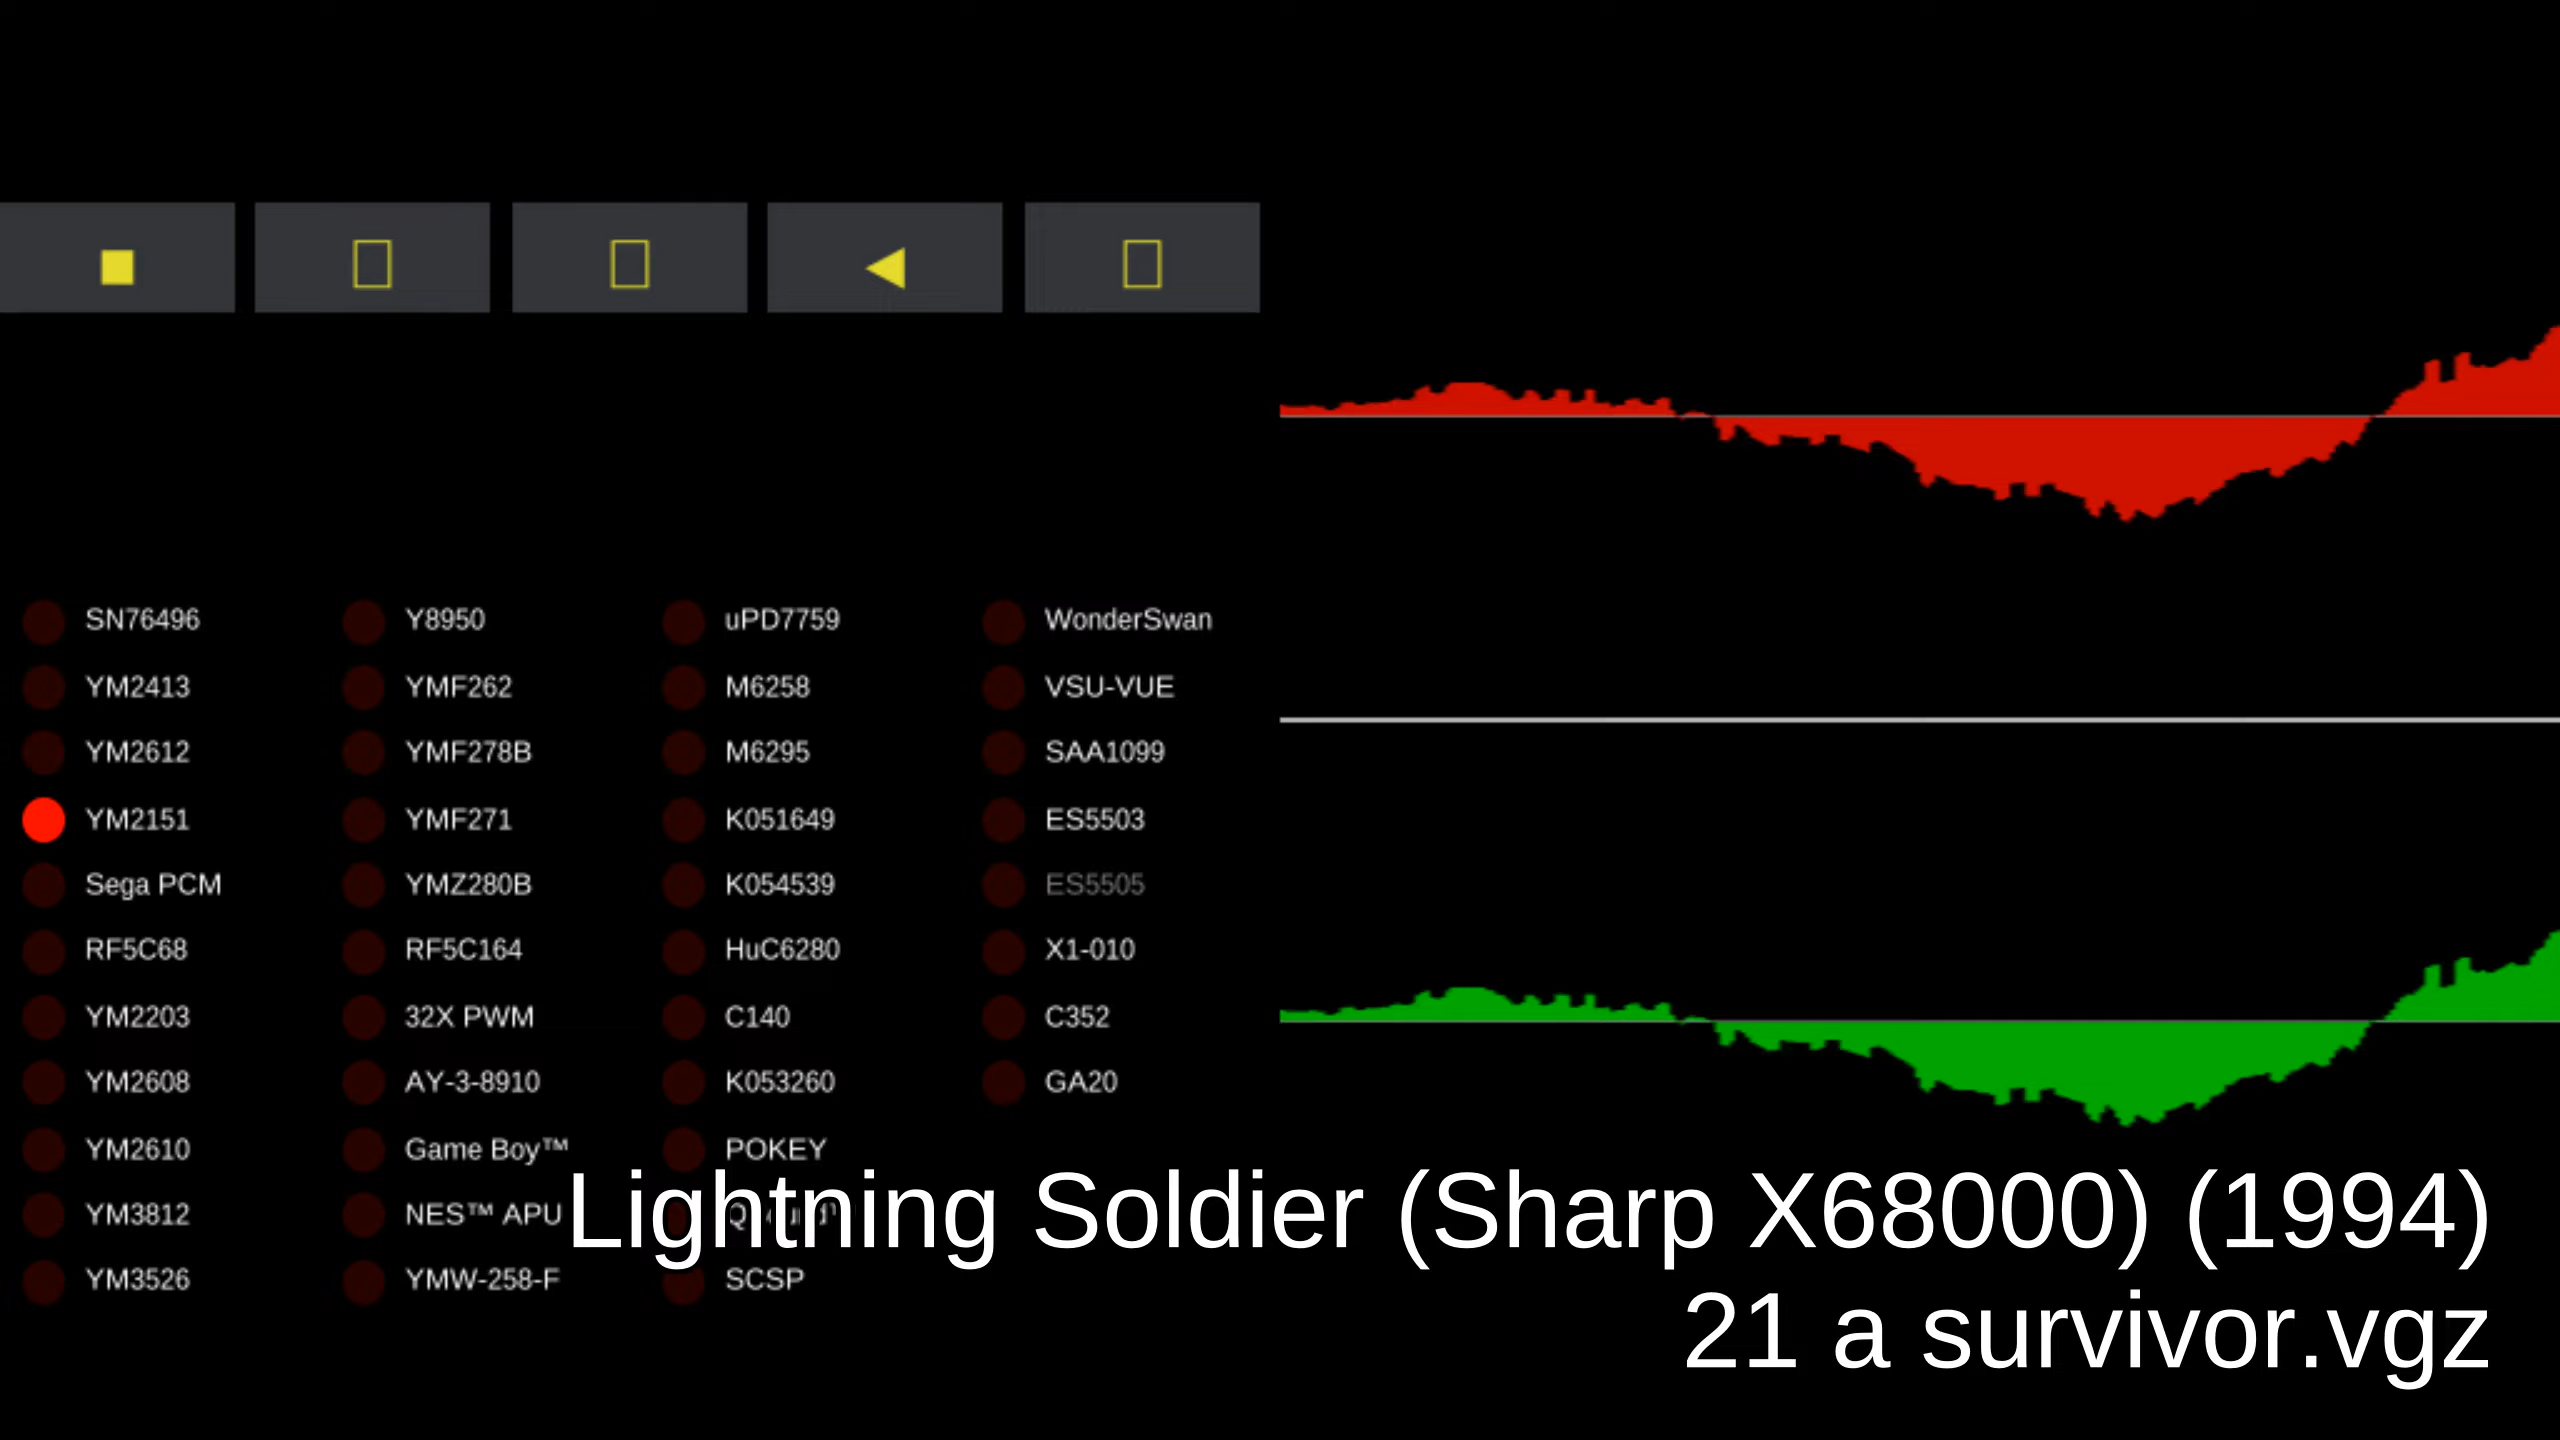 SN76496 Y8950 uPD7759 WonderSwan
YM2413 YMF262 M6258 VSU-VUE
YM2612 YMF278B M6295 SAA1099
YM2151 YMF271 K051649 ES5503
Sega PCM YMZ280B K054539 ES5505
RF5C68 RF5C164 HuC6280 X1-010
YM2203 32X PWM C140 C352
YM2608 AY-3-8910 K053260 GA20
YM2610 Game Boy™ POKEY
YM3812 NES™ APU
YM3526 YMW-258-F SCSP
Lightning Soldier (Sharp X68000) (1994)
21 a survivor.vgz